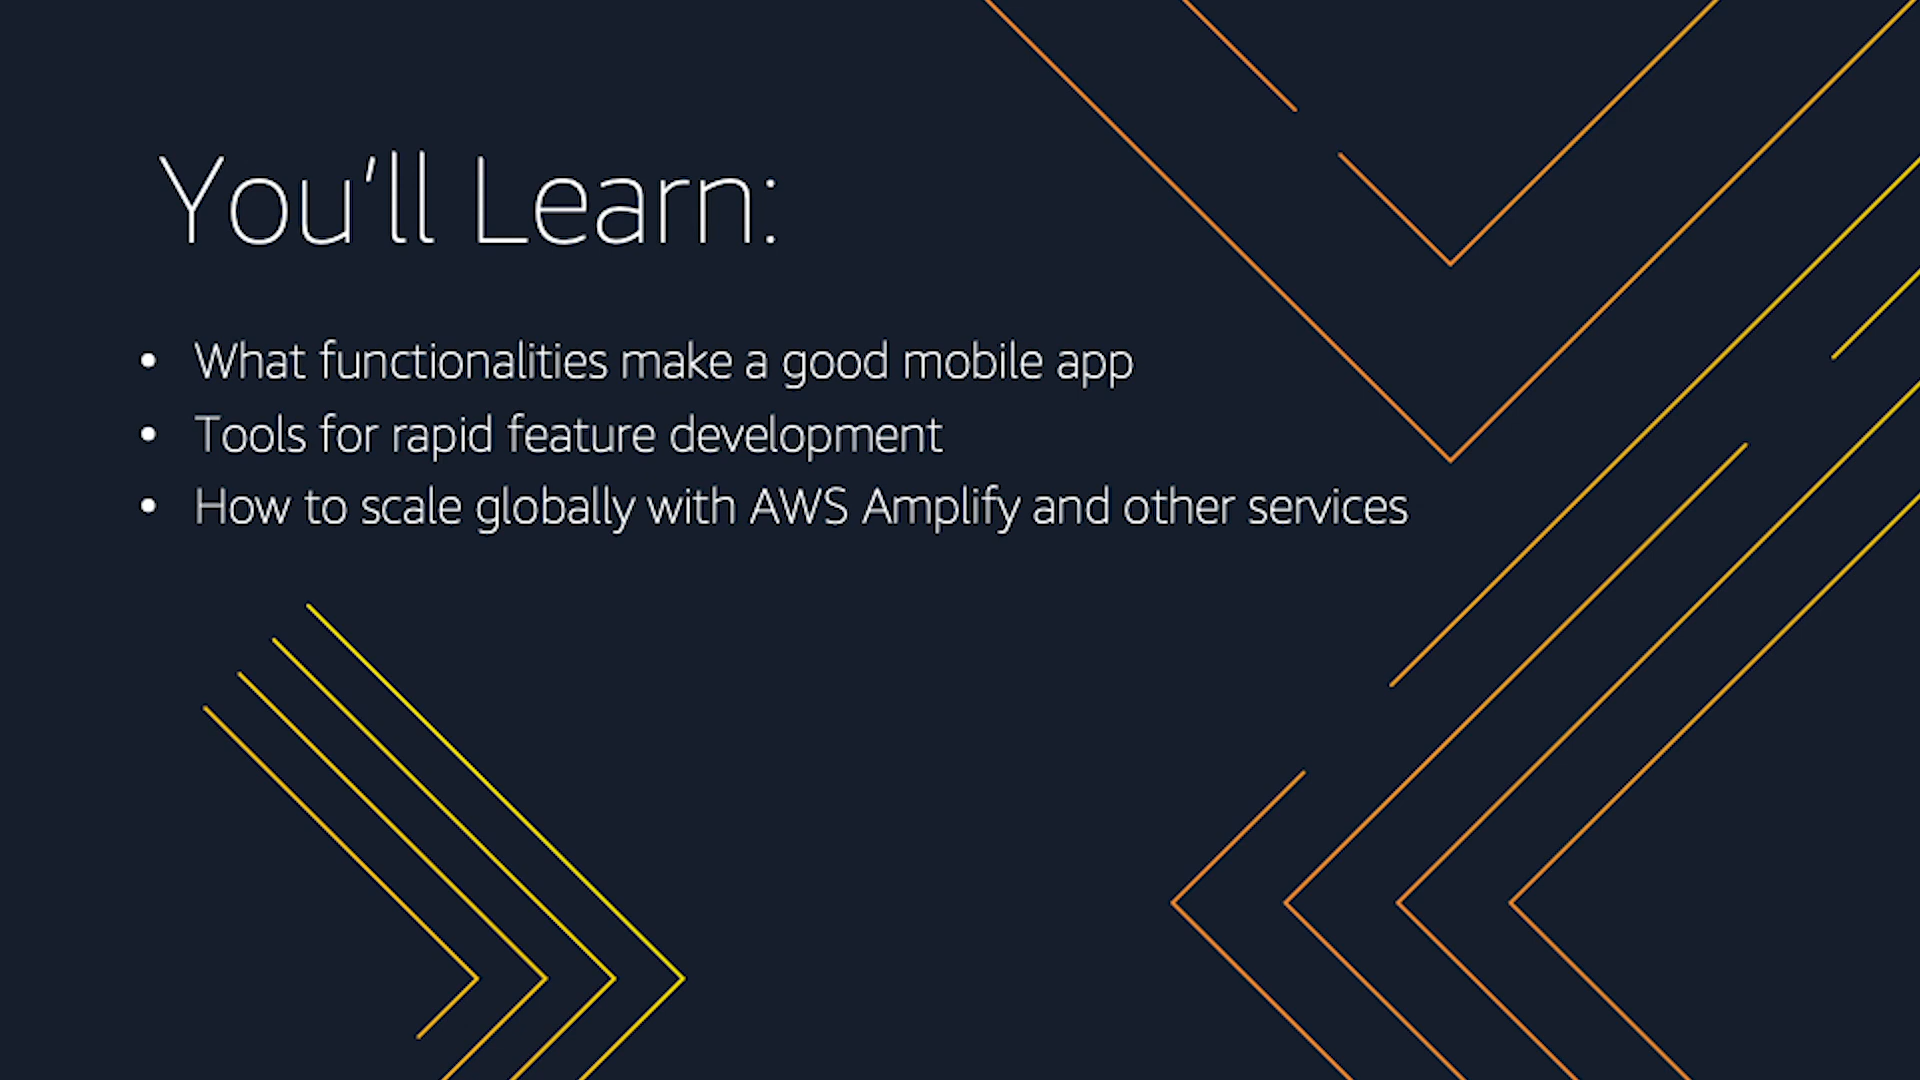 You'll Learn:
• What functionalities make a good mobile app
• Tools for rapid feature development
• How to scale globally with AWS Amplify and other services